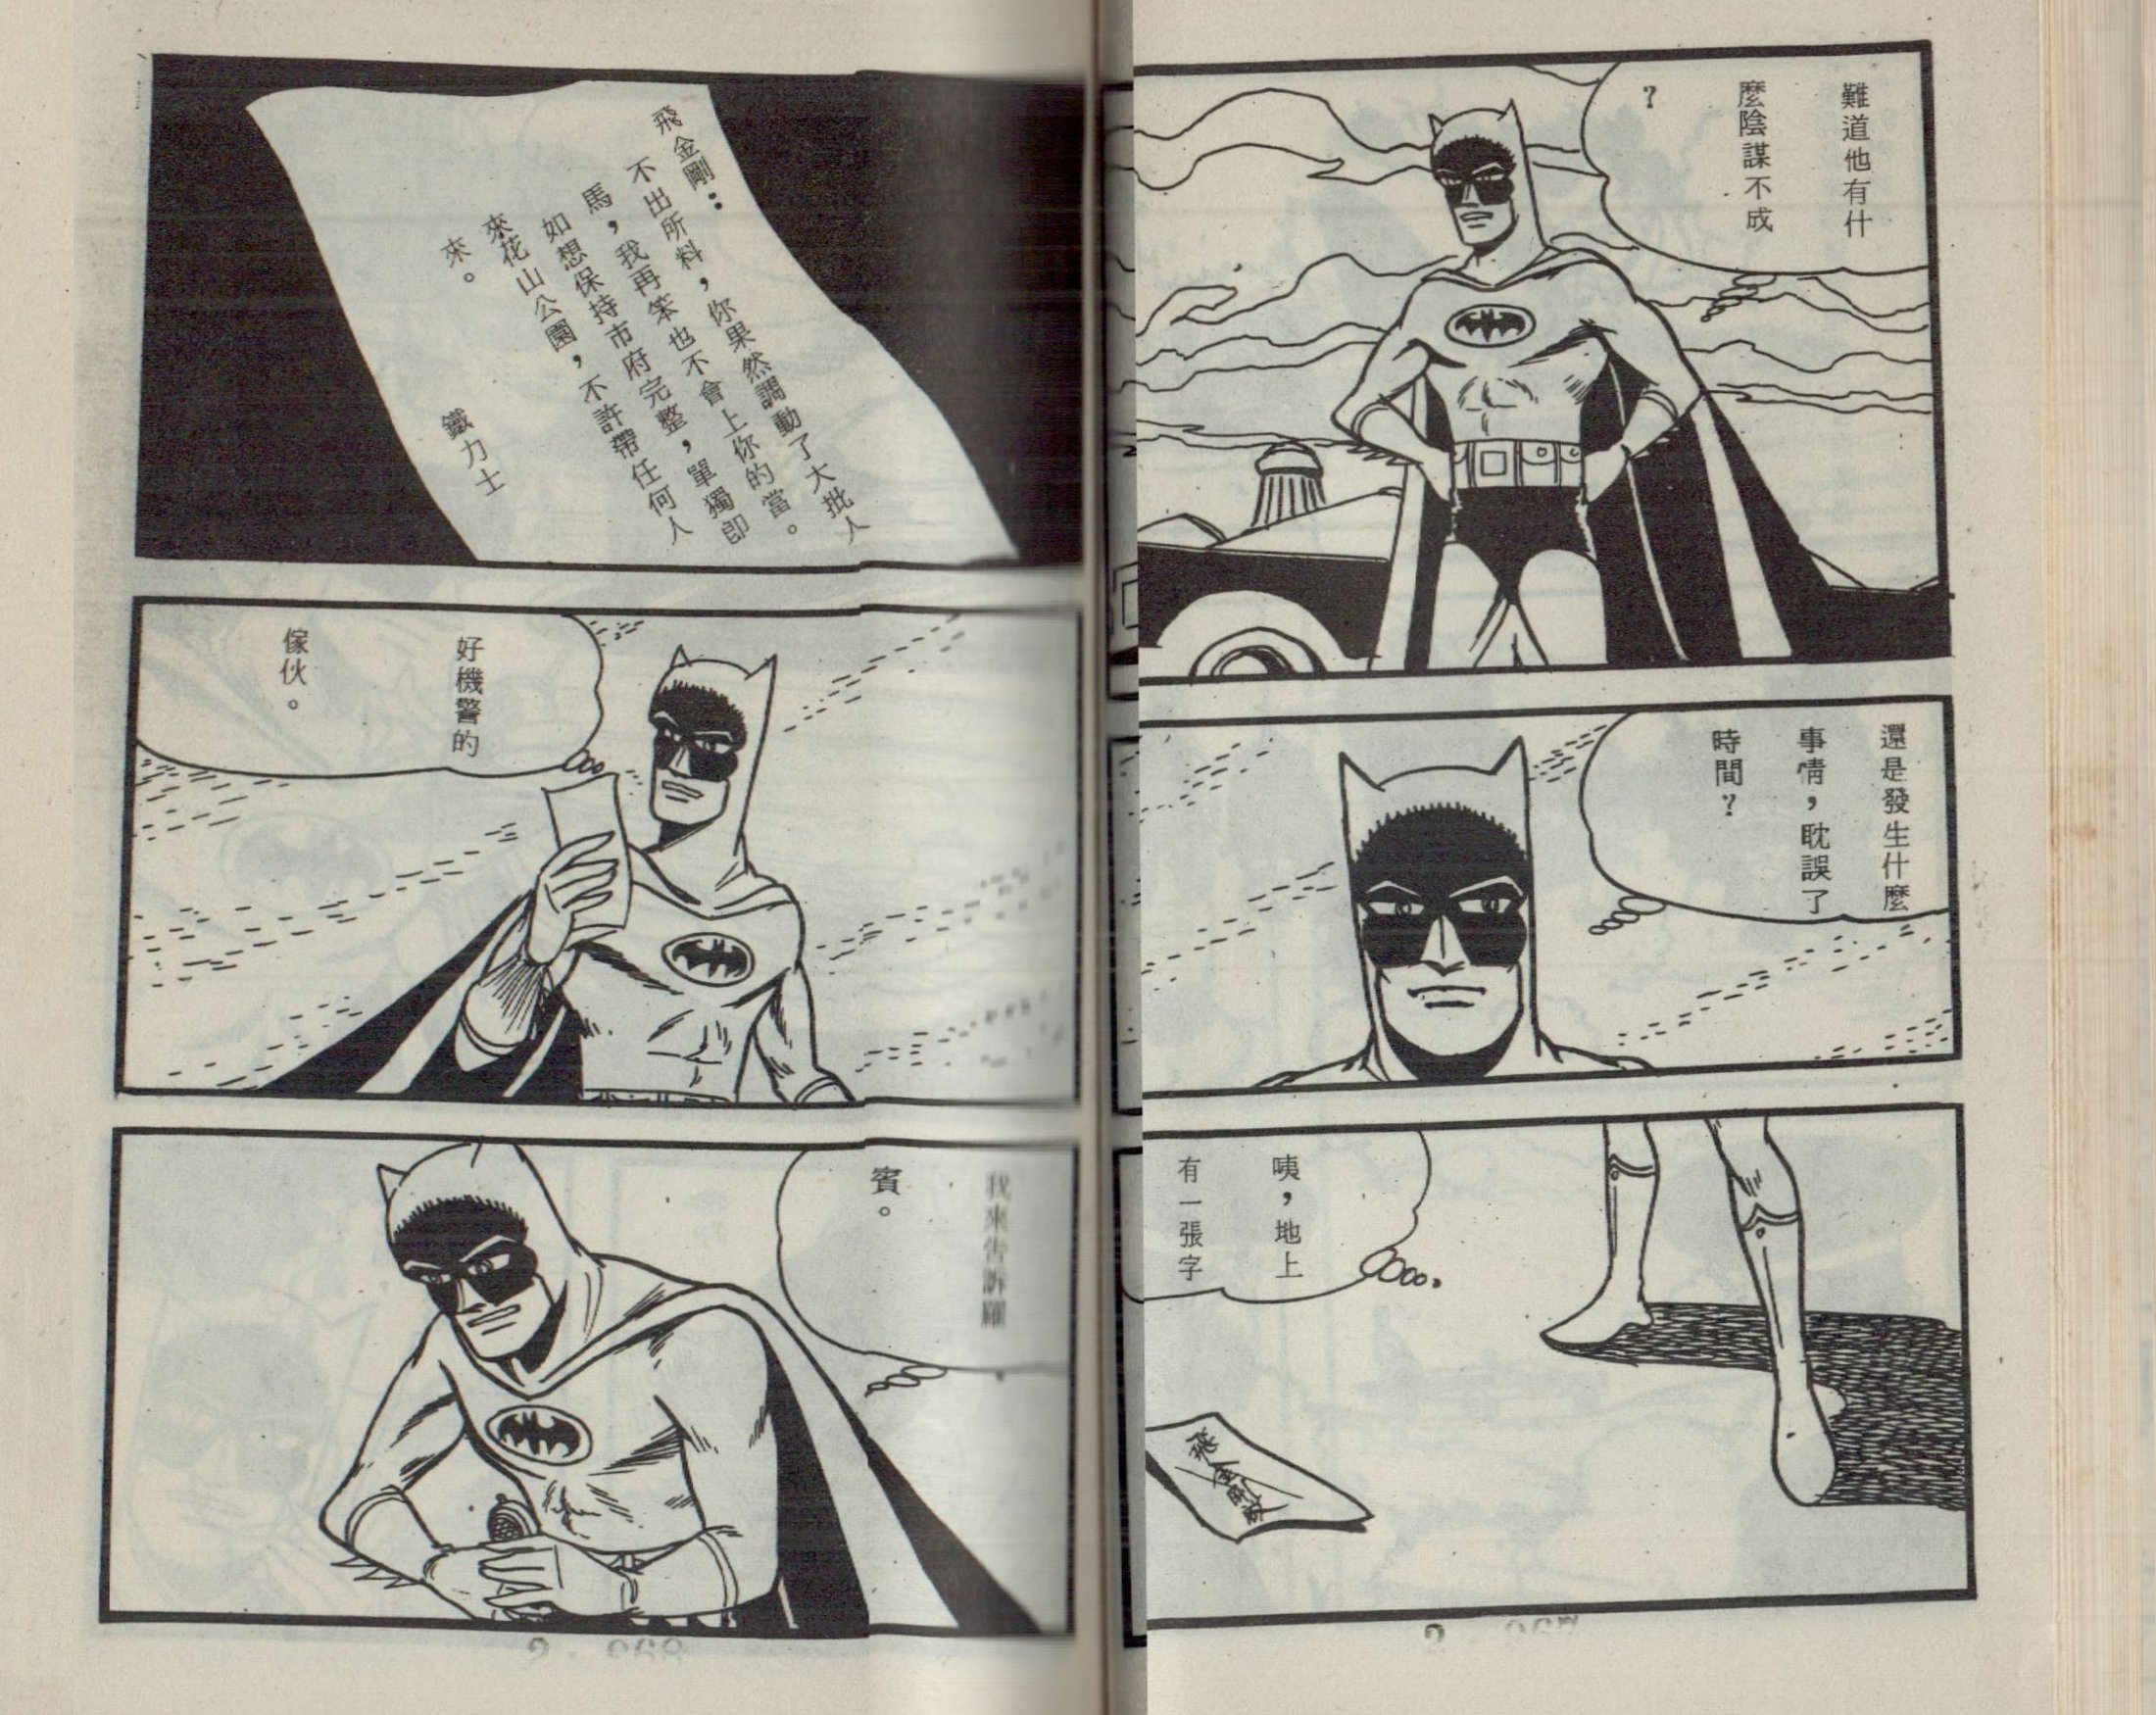 難道他有什
麼陰謀不成
?
還是發生什麼
事情，耽誤了
時間？
咦，地上
有一張字
飛金剛
飛金剛：
不出所料，你果然調動了大批人
馬，我再笨也不會上你的當。
如想保持市府完整，單獨即
來花山公園，不許帶任何人
來。
鐵力士
好機警的
傢伙。
我來告訴羅
賓。